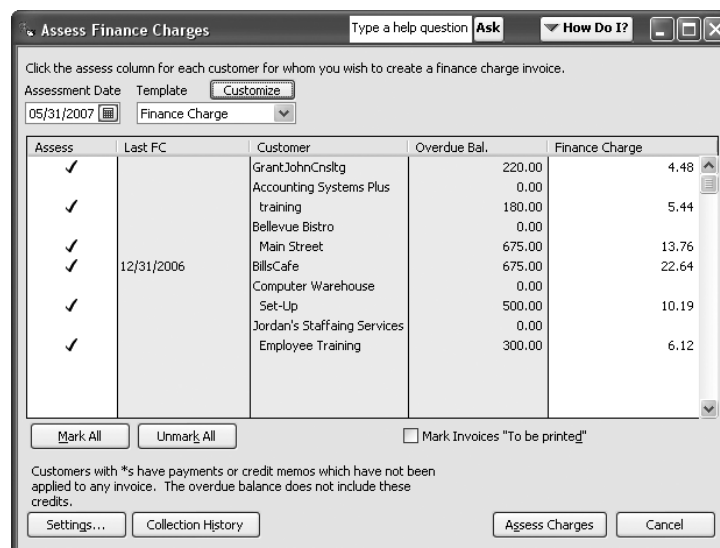 Assess Finance Charges Type a help question Ask How Do I?
Click the assess column for each customer for whom you wish to create a finance charge invoice.
Assessment Date Template Customize
05/31/2007 Finance Charge
Assess Last FC Customer Overdue Bal. Finance Charge
GrantJohnCnsltg 220.00 4.48
Accounting Systems Plus 0.00
training 180.00 5.44
Bellevue Bistro 0.00
Main Street 675.00 13.76
12/31/2006 BillsCafe 675.00 22.64
Computer Warehouse 0.00
Set-Up 500.00 10.19
Jordan's Staffaing Services 0.00
Employee Training 300.00 6.12
Mark All Unmark All Mark Invoices "To be printed"
Customers with *s have payments or credit memos which have not been
applied to any invoice. The overdue balance does not include these
credits.
Settings... Collection History Assess Charges Cancel